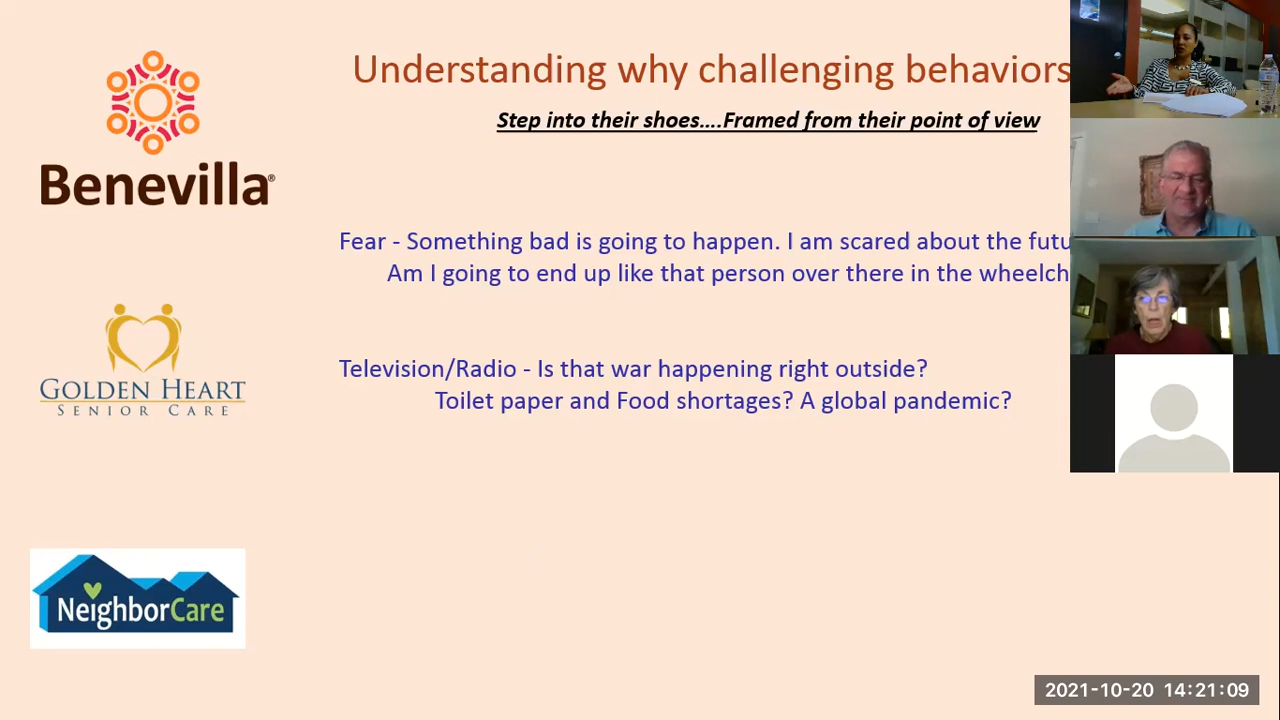 Understanding why challenging behaviors
Step into their shoes....Framed from their point of view
Benevilla®
Fear - Something bad is going to happen. I am scared about the futu
Am I going to end up like that person over there in the wheelch
GOLDEN HEART
SENIOR CARE
Television/Radio - Is that war happening right outside?
Toilet paper and Food shortages? A global pandemic?
NeighborCare
2021-10-20 14:21:09